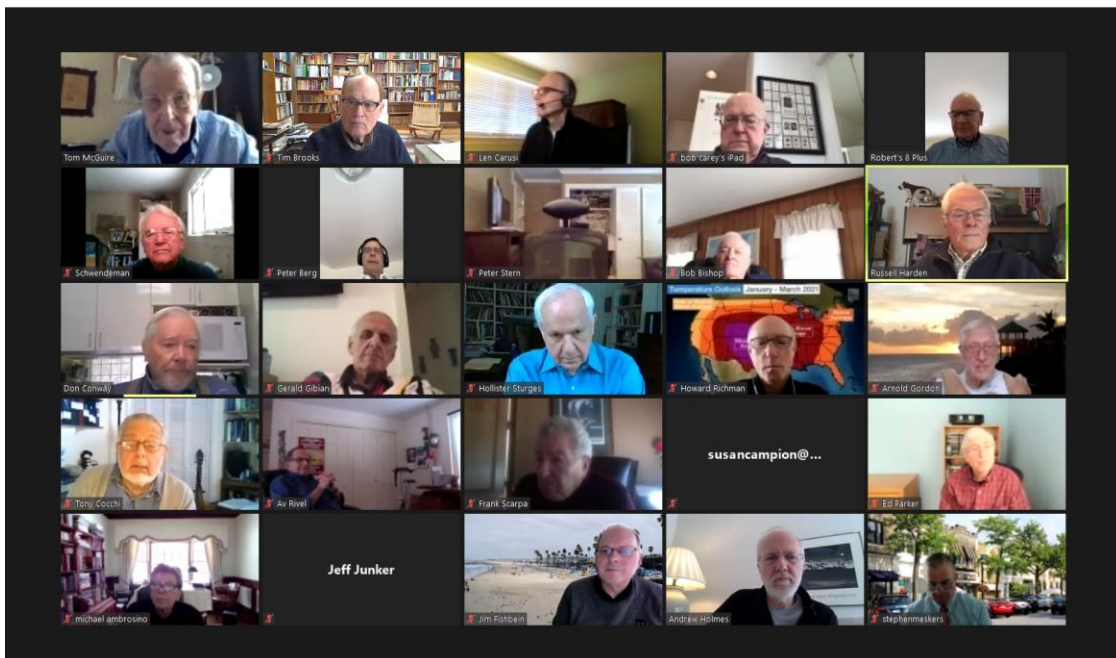 Tom McGuire
Tim Brooks
Len Carusi
bob carey's iPad
Robert's 8 Plus
Schwendeman
Peter Berg
Peter Stern
Bob Bishop
Russell Harden
Don Conway
Gerald Gibian
Hollister Sturges
Temperature Outlook January - March 2021
Howard Richman
Arnold Gordon
Tony Cocchi
Av Rivel
Frank Scarpa
susancampion@...
Ed Parker
michael ambrosino
Jeff Junker
Jim Fishbein
Andrew Holmes
stephenmeskers